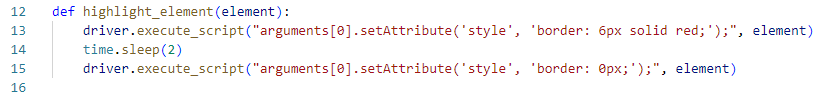 12 def highlight_element(element):
13     driver.execute_script("arguments[0].setAttribute('style', 'border: 6px solid red;');", element)
14     time.sleep(2)
15     driver.execute_script("arguments[0].setAttribute('style', 'border: 0px;');", element)
16